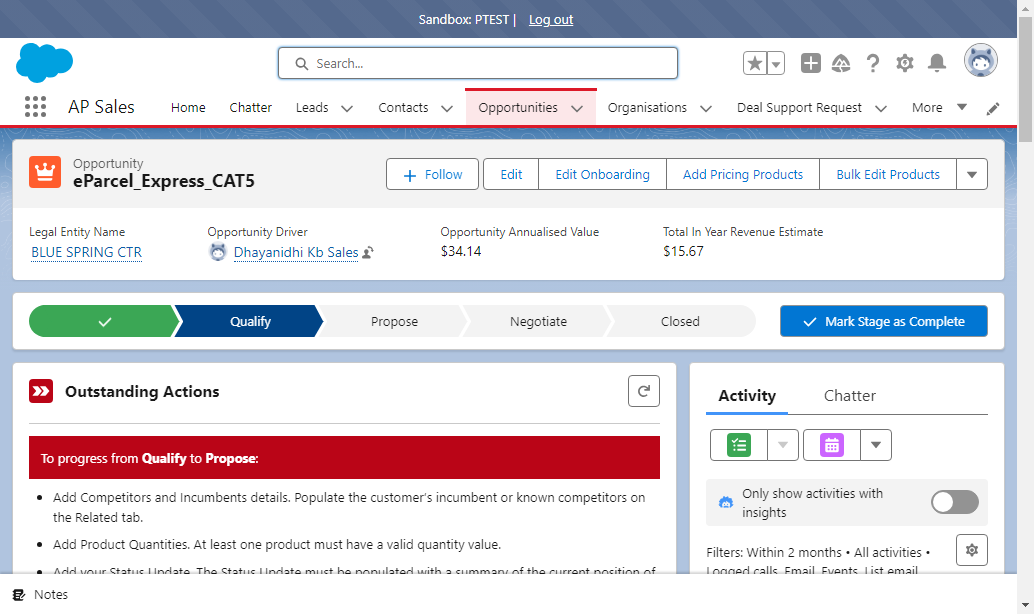 Sandbox: PTEST | Log out
Search...
AP Sales
Home
Chatter
Leads
Contacts
Opportunities
Organisations
Deal Support Request
More
Opportunity
eParcel_Express_CAT5
Follow
Edit
Edit Onboarding
Add Pricing Products
Bulk Edit Products
Legal Entity Name
BLUE SPRING CTR
Opportunity Driver
Dhayanidhi Kb Sales
Opportunity Annualised Value
$34.14
Total In Year Revenue Estimate
$15.67
Qualify
Propose
Negotiate
Closed
Mark Stage as Complete
Outstanding Actions
To progress from Qualify to Propose:
• Add Competitors and Incumbents details. Populate the customer's incumbent or known competitors on
the Related tab.
• Add Product Quantities. At least one product must have a valid quantity value.
• Add your Status Update. The Status Update must be populated with a summary of the current position of
Activity
Chatter
Only show activities with
insights
Filters: Within 2 months • All activities •
Logged calls, Email, Events, List email,
Notes